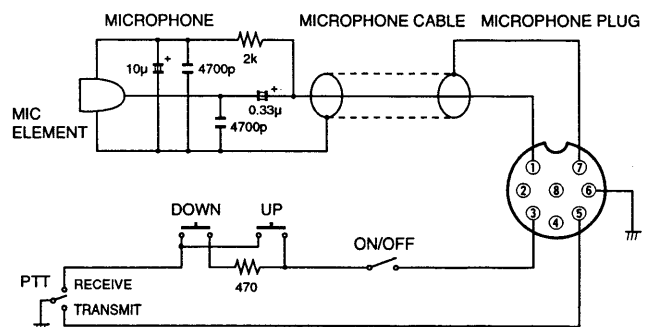 MICROPHONE
MICROPHONE CABLE
MICROPHONE PLUG
10µ
+
4700p
2k
MIC
ELEMENT
+
0.33µ
4700p
1
7
2
8
6
3
4
5
DOWN
UP
ON/OFF
470
PTT
RECEIVE
TRANSMIT